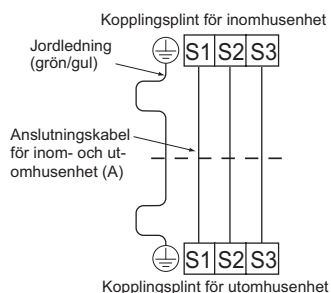 Kopplingsplint för inomhusenhet
Jordledning
(grön/gul)
S1 S2 S3
Anslutningskabel
för inom- och ut-
omhusenhet (A)
S1 S2 S3
Kopplingsplint för utomhusenhet